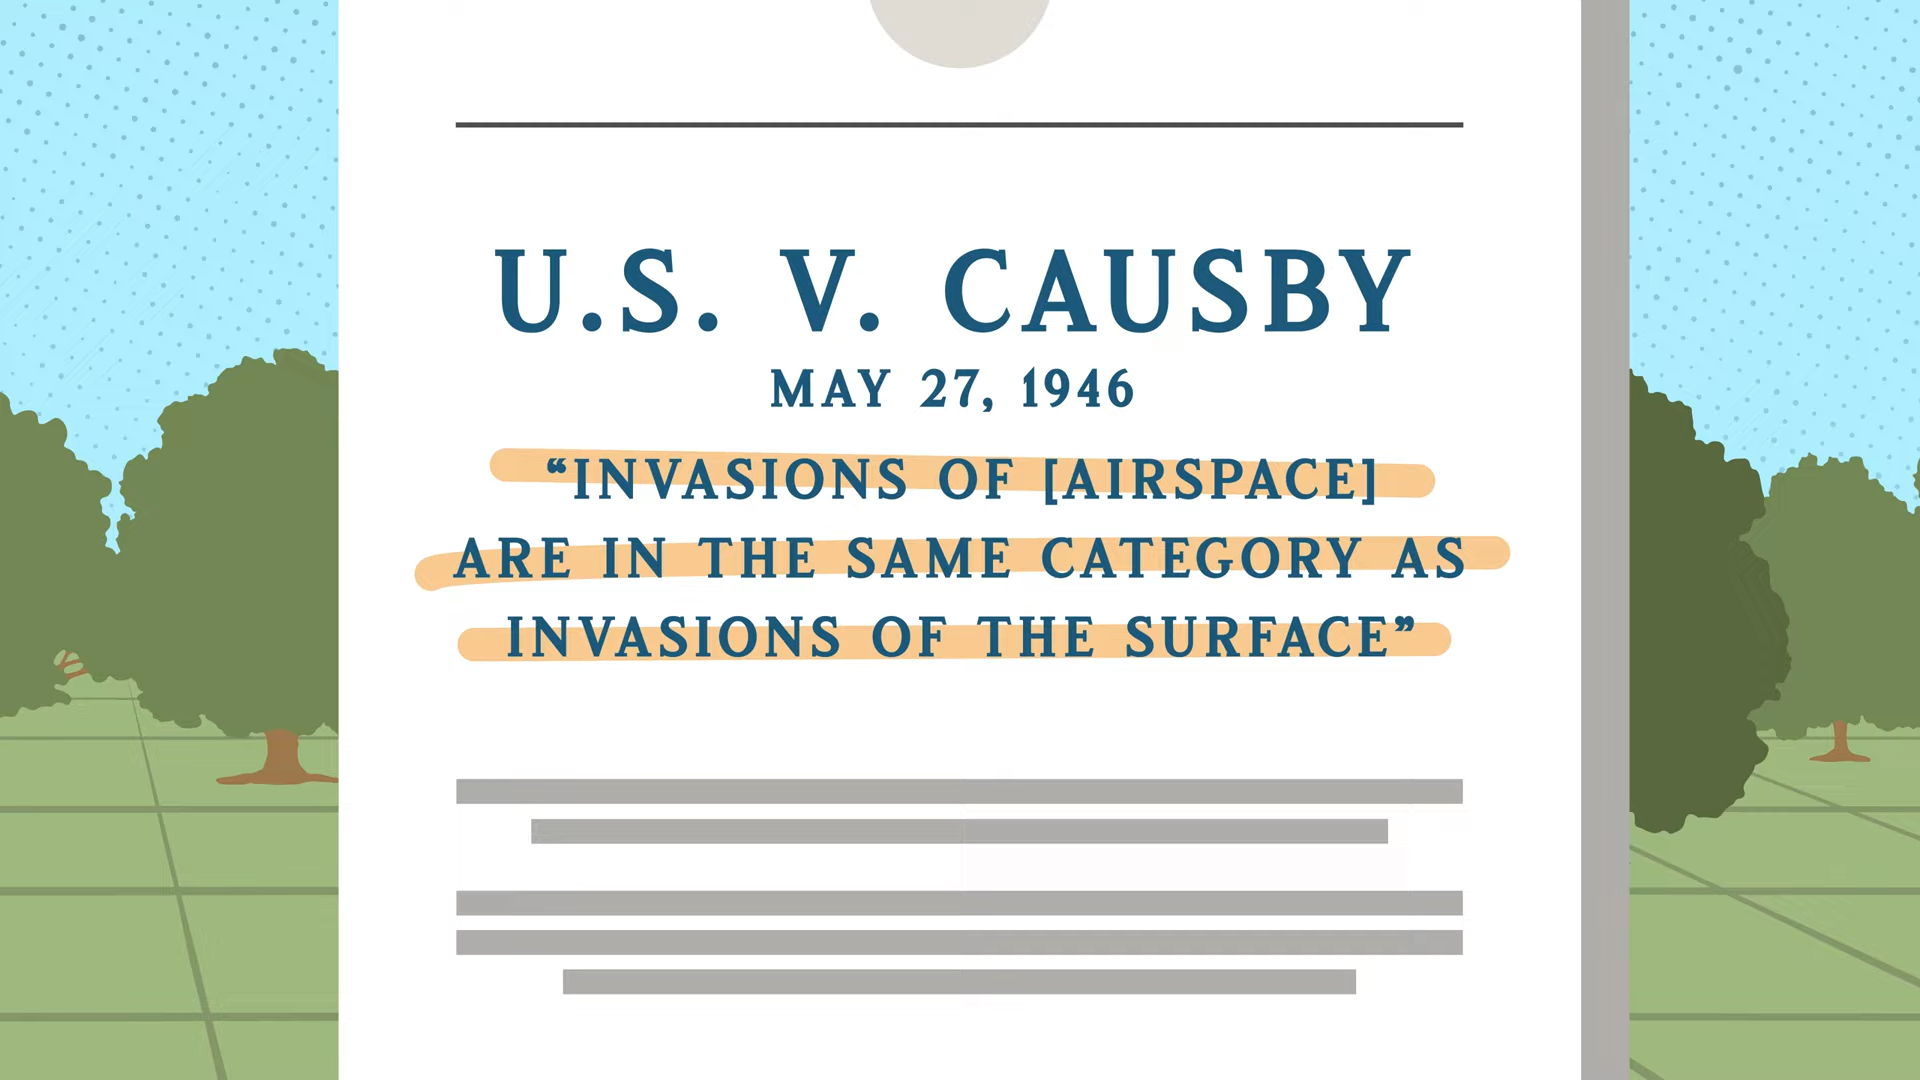 U.S. V. CAUSBY
MAY 27, 1946
“INVASIONS OF [AIRSPACE]
ARE IN THE SAME CATEGORY AS
INVASIONS OF THE SURFACE”